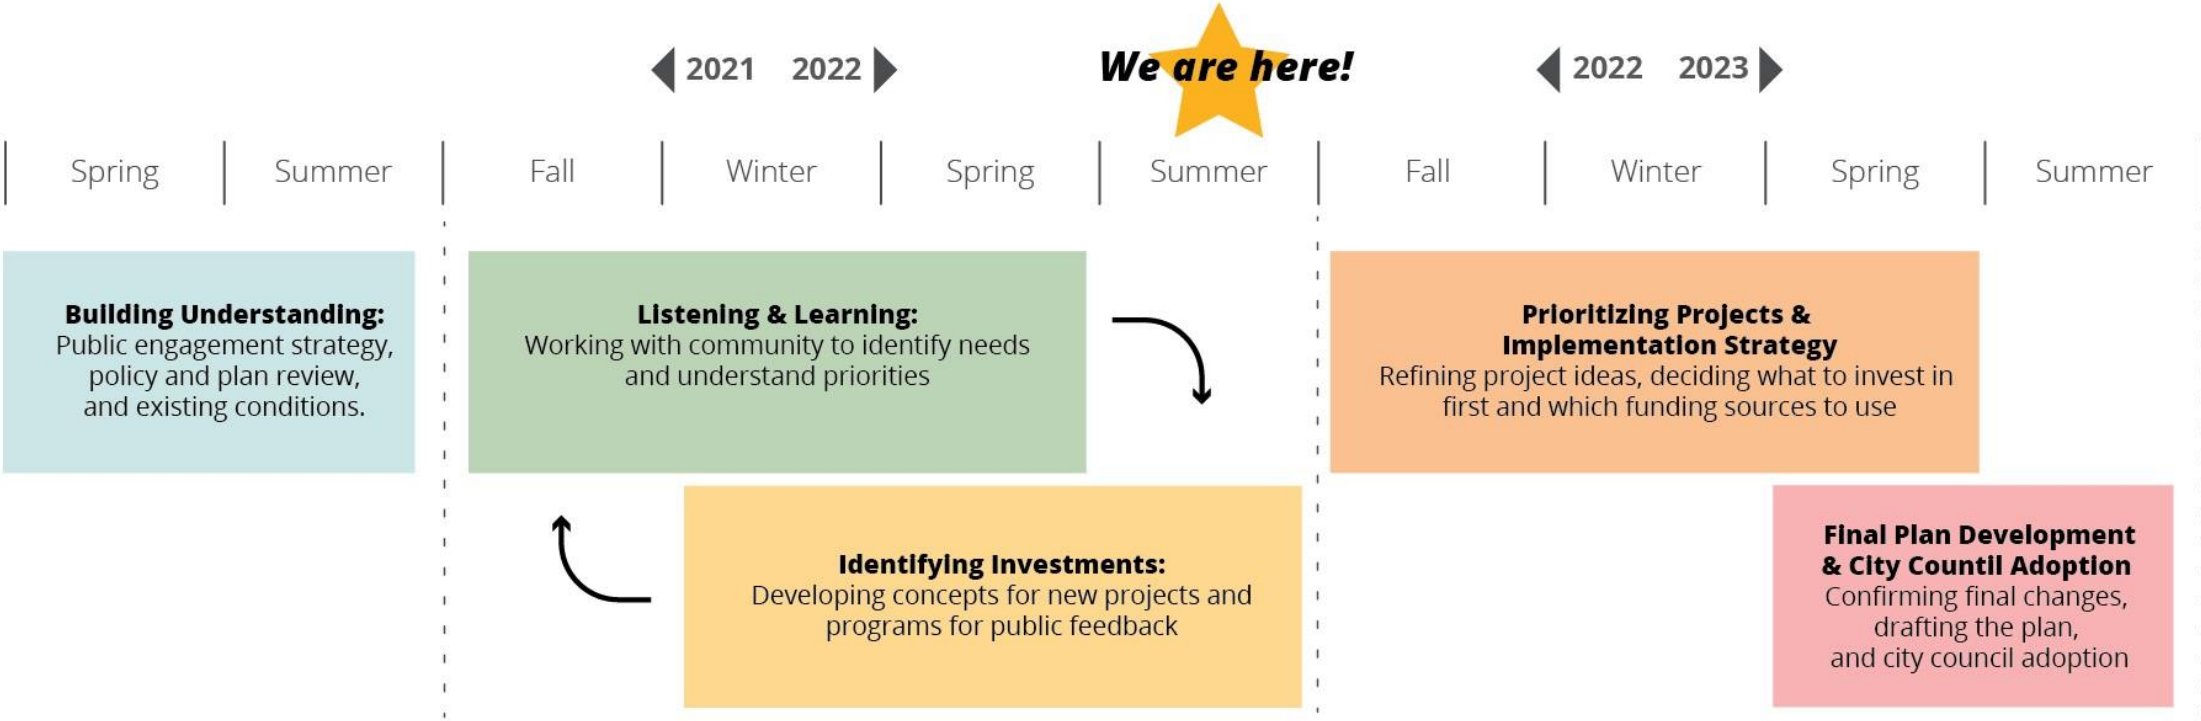 We are here!
2021 2022
2022 2023
Spring
Summer
Fall
Winter
Spring
Summer
Fall
Winter
Spring
Summer
Building Understanding:
Public engagement strategy,
policy and plan review,
and existing conditions.
Listening & Learning:
Working with community to identify needs
and understand priorities
Prioritizing Projects &
Implementation Strategy
Refining project ideas, deciding what to invest in
first and which funding sources to use
Identifying Investments:
Developing concepts for new projects and
programs for public feedback
Final Plan Development
& City Countil Adoption
Confirming final changes,
drafting the plan,
and city council adoption